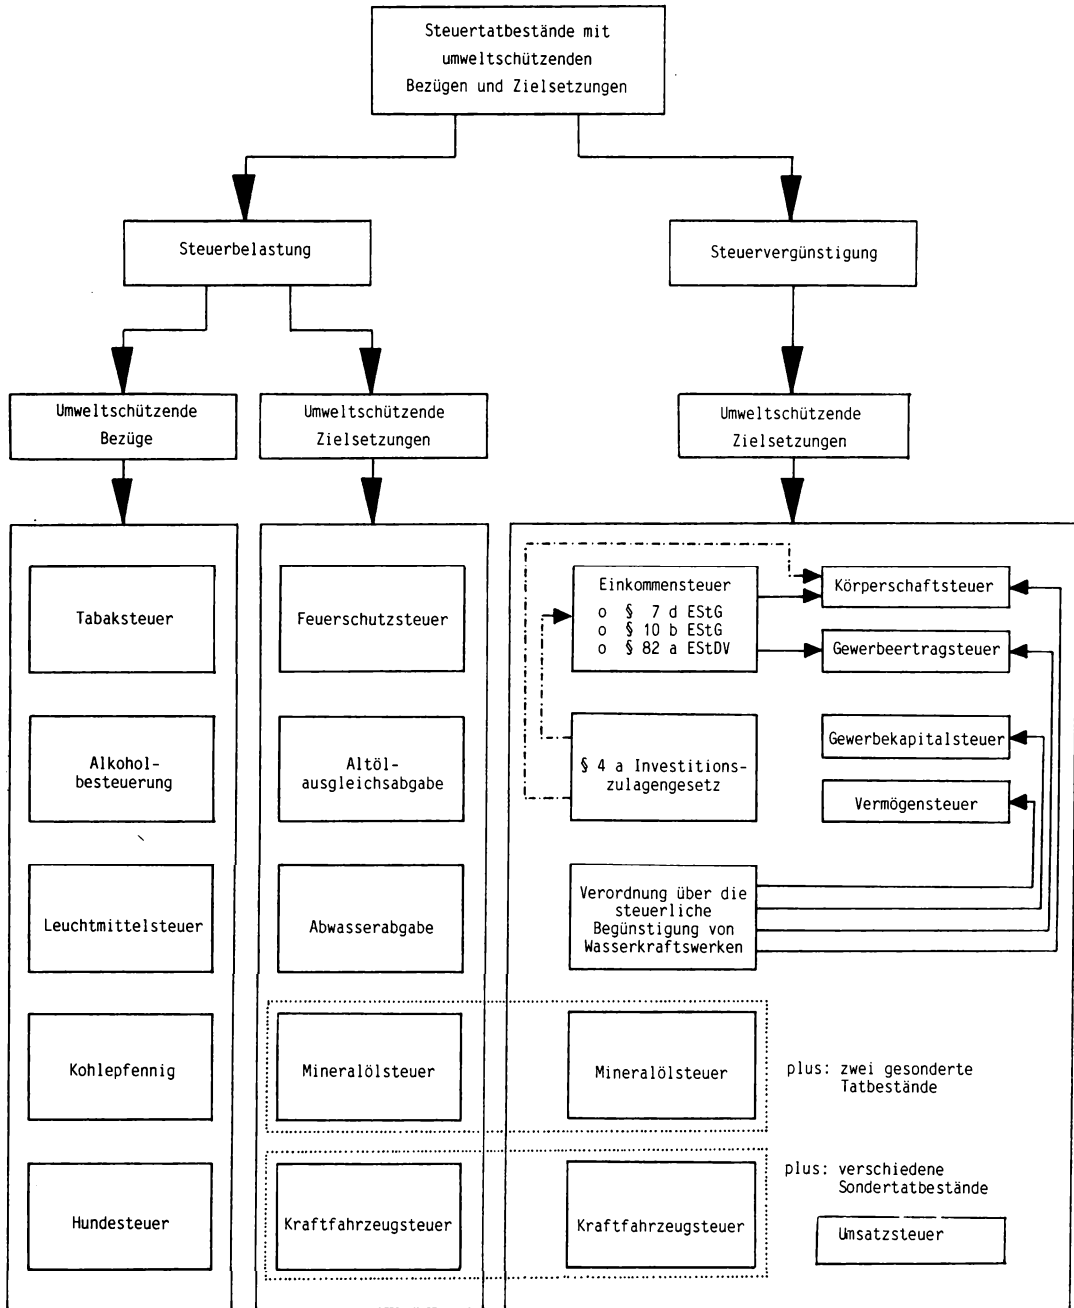 Steuertatbestände mit
umweltschützenden
Bezügen und Zielsetzungen
Steuerbelastung
Steuervergünstigung
Umweltschützende
Bezüge
Umweltschützende
Zielsetzungen
Umweltschützende
Zielsetzungen
Tabaksteuer
Alkohol-
besteuerung
Leuchtmittelsteuer
Kohlepfennig
Hundesteuer
Feuerschutzsteuer
Altöl-
ausgleichsabgabe
Abwasserabgabe
Mineralölsteuer
Kraftfahrzeugsteuer
Einkommensteuer
o § 7 d EStG
o § 10 b EStG
o § 82 a EStDV
§ 4 a Investitions-
zulagengesetz
Verordnung über die
steuerliche
Begünstigung von
Wasserkraftswerken
Mineralölsteuer
Kraftfahrzeugsteuer
Körperschaftsteuer
Gewerbeertragsteuer
Gewerbekapitalsteuer
Vermögensteuer
plus: zwei gesonderte
Tatbestände
plus: verschiedene
Sondertatbestände
Umsatzsteuer